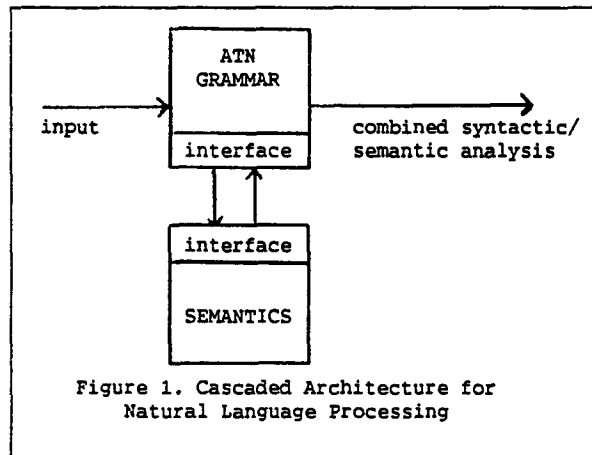 ATN
GRAMMAR
input
combined syntactic/
semantic analysis
interface
interface
SEMANTICS
Figure 1. Cascaded Architecture for
Natural Language Processing